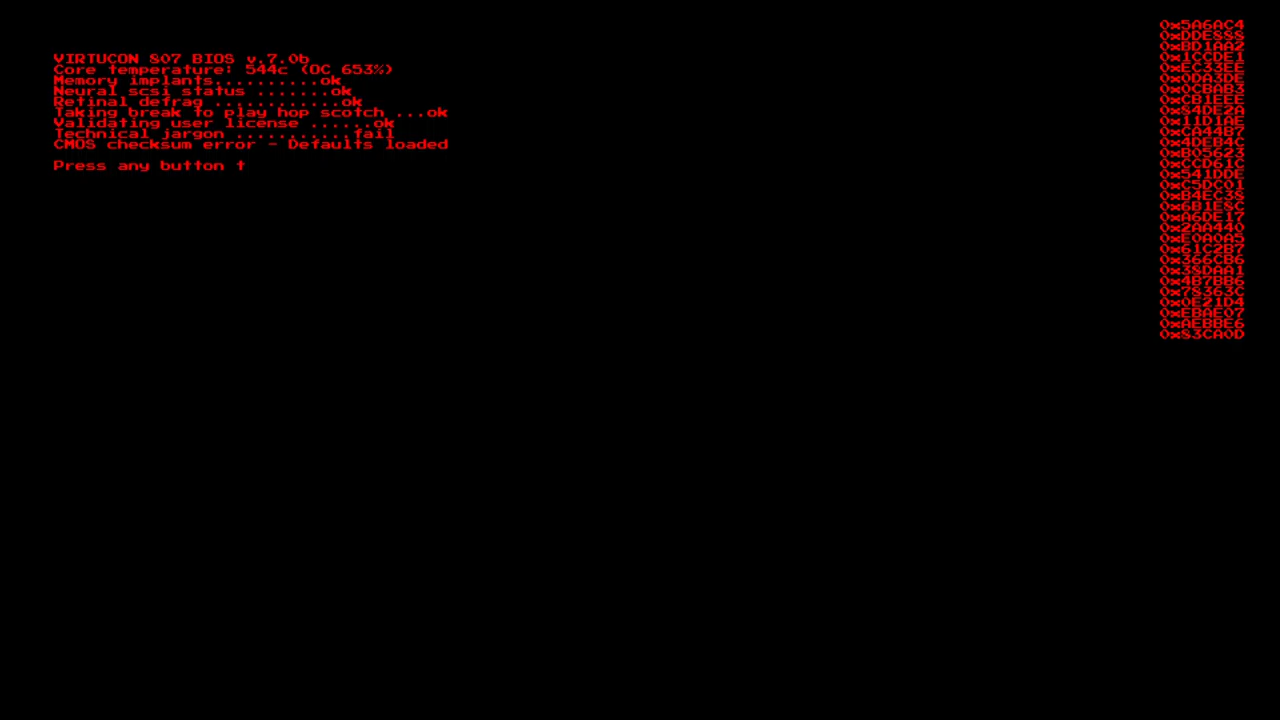 VIRTUCON 807 BIOS v.7.0b
Core temperature: 544c (OC 653%)
Memory implants..........ok
Neural scsi status .......ok
Retinal defrag ............ok
Taking break to play hop scotch ...ok
Validating user license ......ok
Technical jargon ...........fail
CMOS checksum error - Defaults loaded
Press any button †
0x5A6AC4
0xDDE888
0xBD1AA2
0x1CCDE1
0xEC33EE
0x0DA3DE
0x0CBAB3
0xCB1EEE
0x84DE2A
0x11D1AE
0xCA44B7
0x4DEB4C
0xB05623
0xCCD61C
0x541DDE
0xC5DC01
0xB4EC38
0x6B1E8C
0xA6DE17
0x2AA440
0xE0A0A5
0x61C2B7
0x366CB6
0x38DAA1
0x4B7BB6
0x78363C
0x0E21D4
0xEBAE07
0xAEBBE6
0x83CA0D